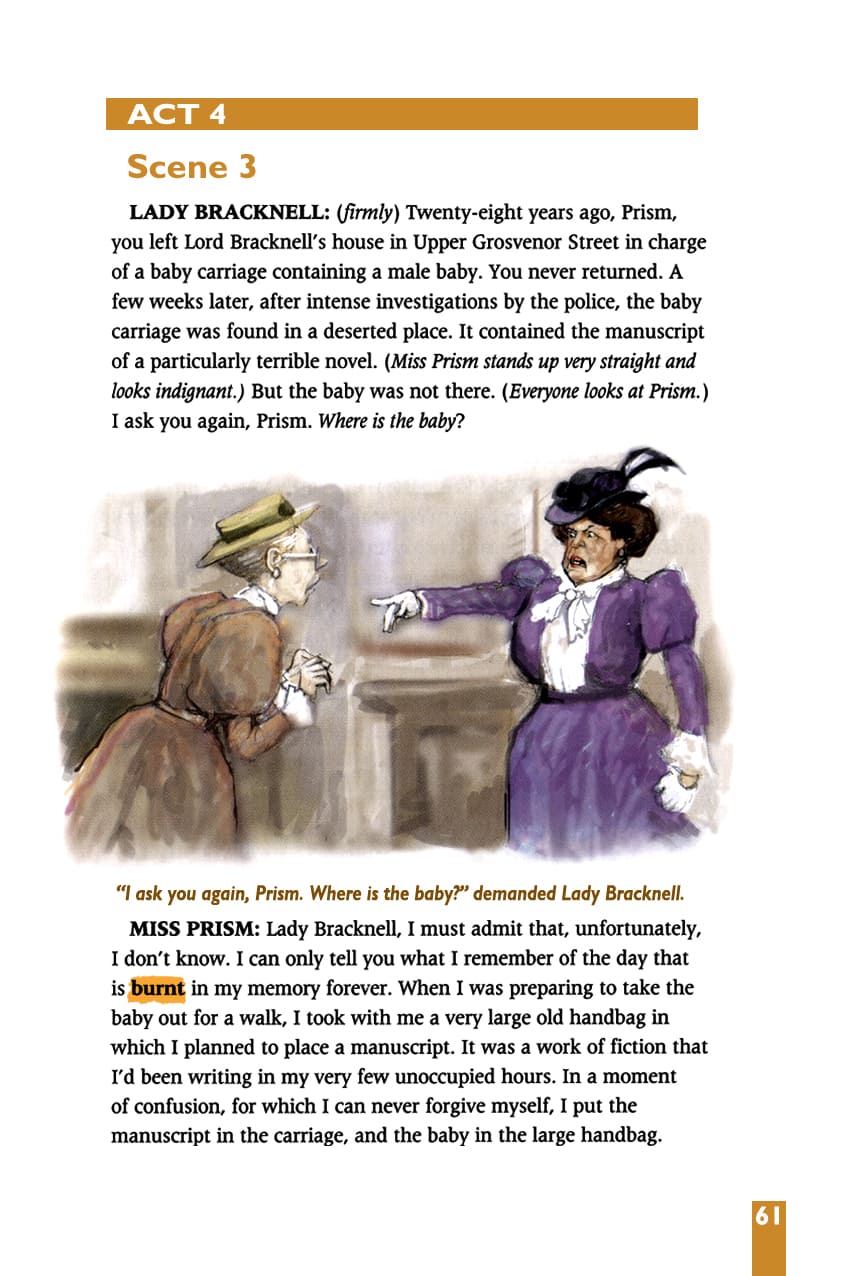 ACT 4
Scene 3
LADY BRACKNELL: (firmly) Twenty-eight years ago, Prism,
you left Lord Bracknell’s house in Upper Grosvenor Street in charge
of a baby carriage containing a male baby. You never returned. A
few weeks later, after intense investigations by the police, the baby
carriage was found in a deserted place. It contained the manuscript
of a particularly terrible novel. (Miss Prism stands up very straight and
looks indignant.) But the baby was not there. (Everyone looks at Prism.)
I ask you again, Prism. Where is the baby?
“I ask you again, Prism. Where is the baby?” demanded Lady Bracknell.
MISS PRISM: Lady Bracknell, I must admit that, unfortunately,
I don’t know. I can only tell you what I remember of the day that
is burnt in my memory forever. When I was preparing to take the
baby out for a walk, I took with me a very large old handbag in
which I planned to place a manuscript. It was a work of fiction that
I’d been writing in my very few unoccupied hours. In a moment
of confusion, for which I can never forgive myself, I put the
manuscript in the carriage, and the baby in the large handbag.
61